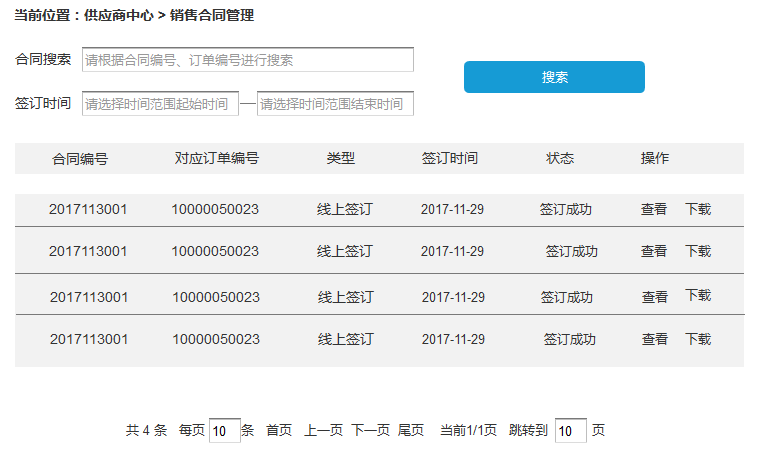 当前位置：供应商中心 > 销售合同管理
合同搜索 请根据合同编号、订单编号进行搜索
搜索
签订时间 请选择时间范围起始时间 — 请选择时间范围结束时间
合同编号 对应订单编号 类型 签订时间 状态 操作
2017113001 10000050023 线上签订 2017-11-29 签订成功 查看 下载
2017113001 10000050023 线上签订 2017-11-29 签订成功 查看 下载
2017113001 10000050023 线上签订 2017-11-29 签订成功 查看 下载
2017113001 10000050023 线上签订 2017-11-29 签订成功 查看 下载
共 4 条 每页 10 条 首页 上一页 下一页 尾页 当前1/1页 跳转到 10 页